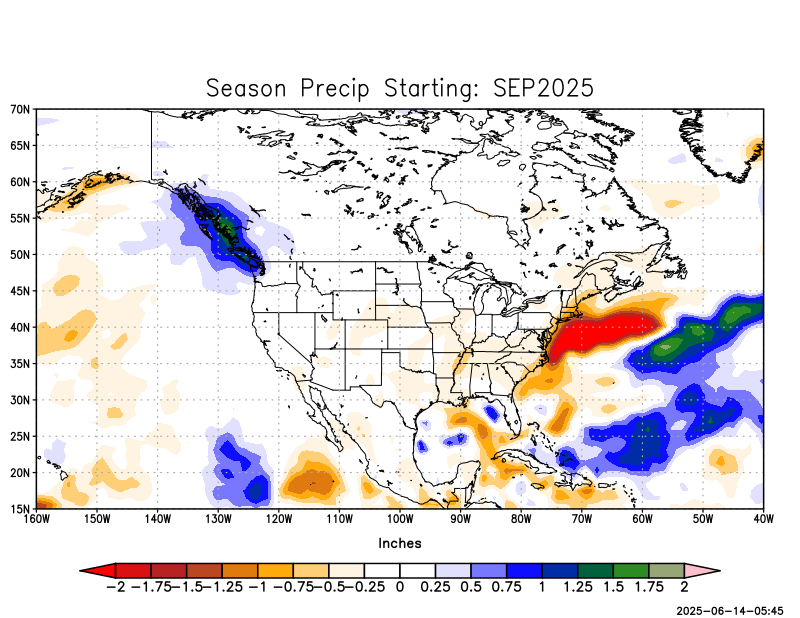 Season Precip Starting: SEP2025
70N
65N
60N
55N
50N
45N
40N
35N
30N
25N
20N
15N
160W 150W 140W 130W 120W 110W 100W 90W 80W 70W 60W 50W 40W
Inches
−2 −1.75 −1.5 −1.25 −1 −0.75 −0.5 −0.25 0 0.25 0.5 0.75 1 1.25 1.5 1.75 2
2025-06-14-05:45